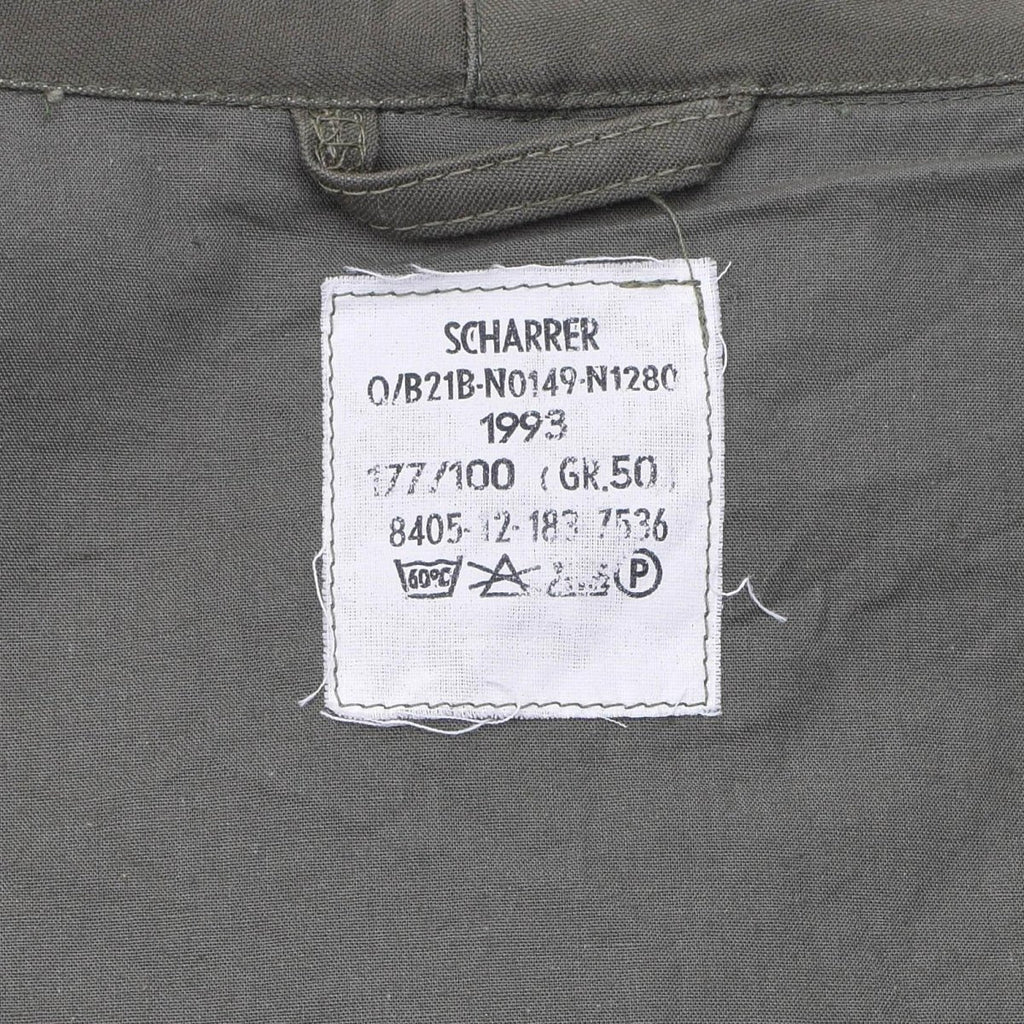 SCHARRER
Q/B21B-N0149-N1280
1993
177/100 (GR.50)
8405-12-183-7536
60°C P